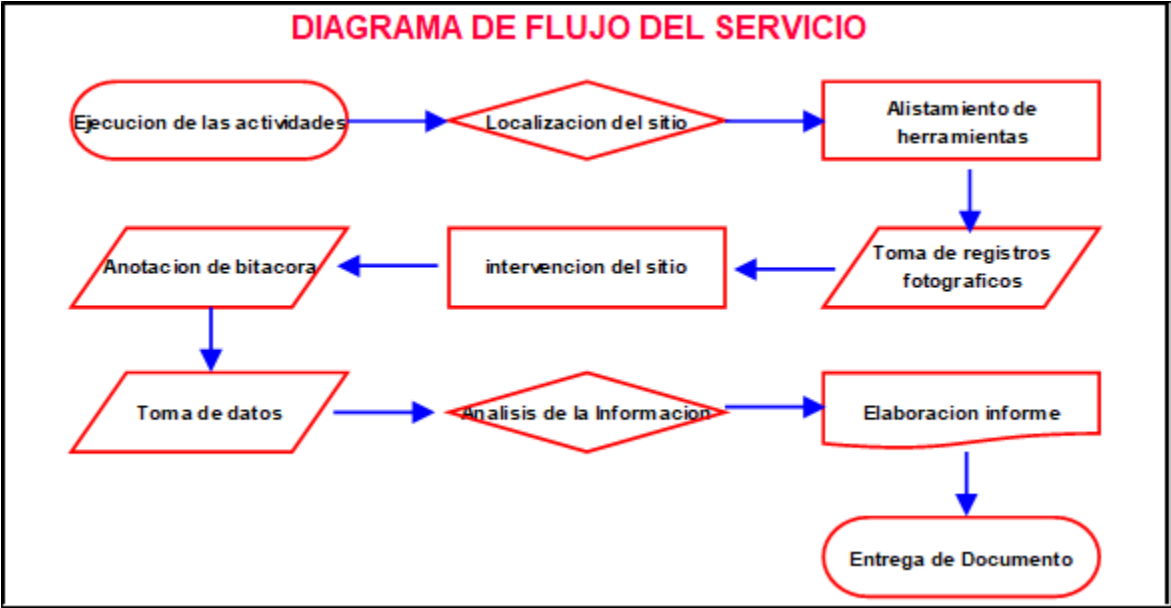 DIAGRAMA DE FLUJO DEL SERVICIO
Ejecucion de las actividades
Localizacion del sitio
Alistamiento de
herramientas
Toma de registros
fotograficos
intervencion del sitio
Anotacion de bitacora
Toma de datos
Analisis de la Informacion
Elaboracion informe
Entrega de Documento